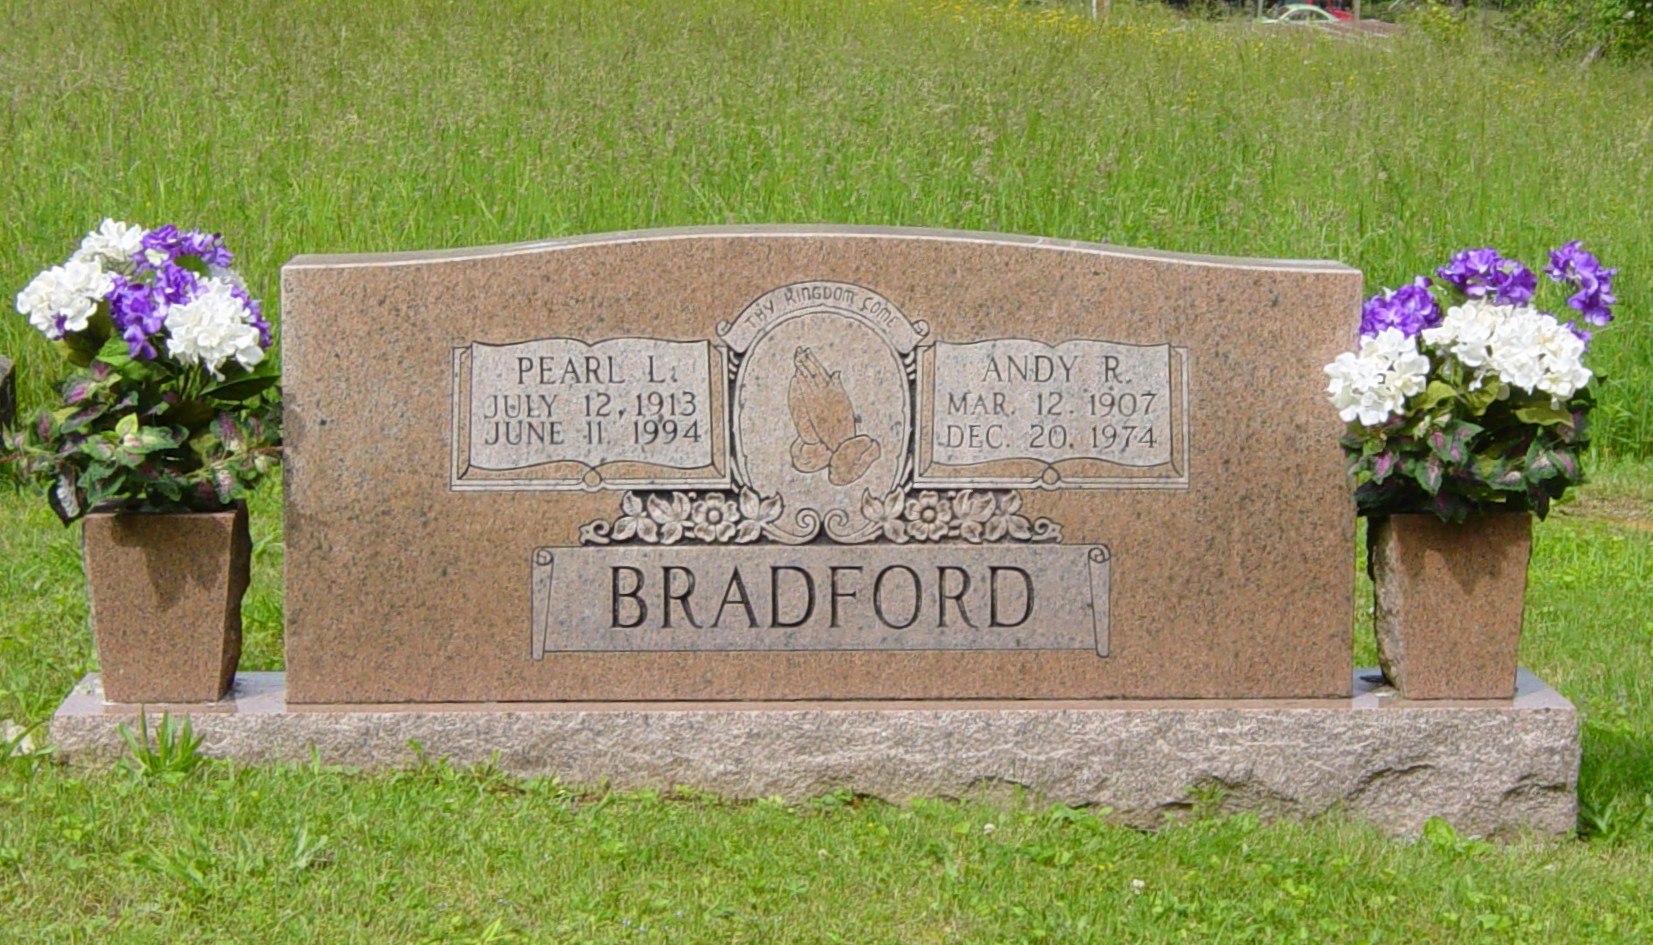 THY KINGDOM COME
PEARL L.
JULY 12, 1913
JUNE 11, 1994
ANDY R.
MAR. 12, 1907
DEC. 20, 1974
BRADFORD